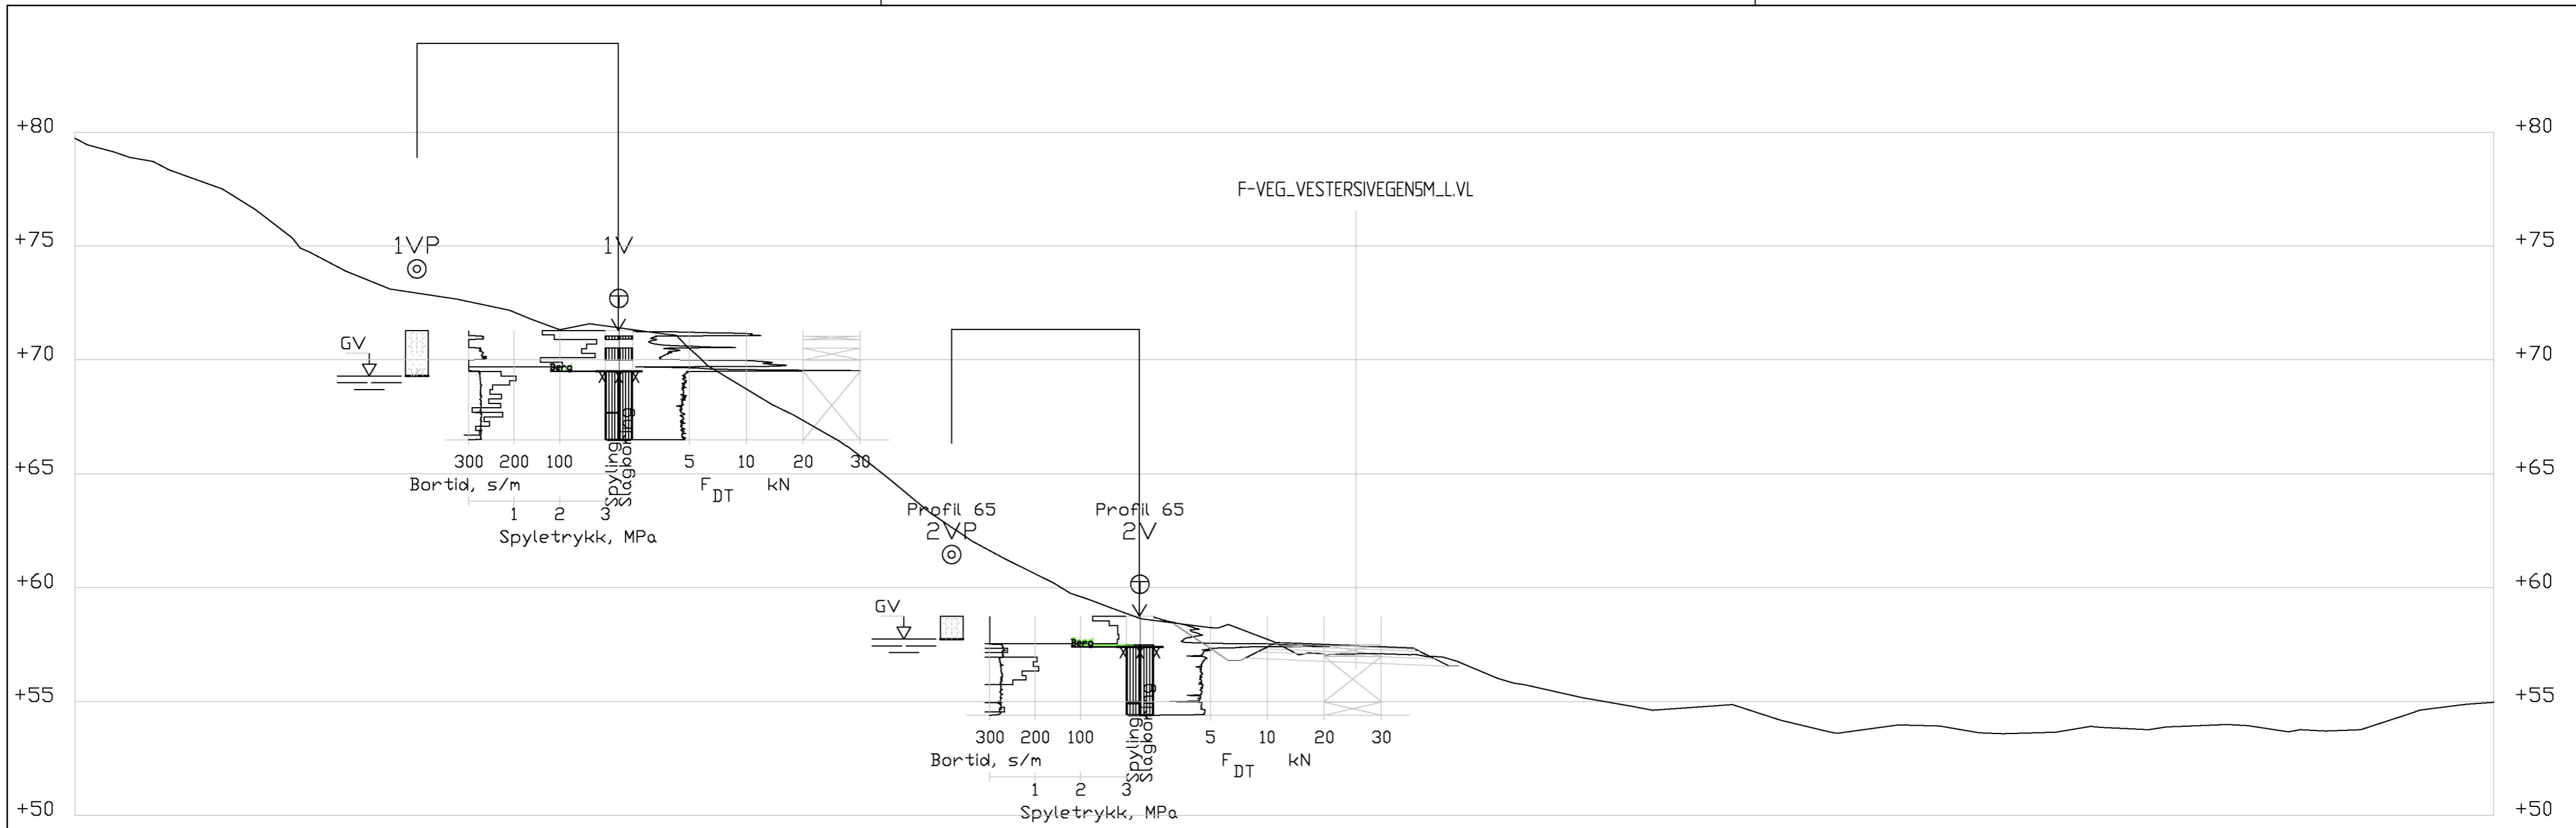 +80 +80
F-VEG_VESTERSIVEGEN5M_L.VL
+75 1VP 1V +75
GV
+70 +70
Berg
X X X
300 200 100 5 10 20 30
+65 +65
Bortid, s/m F DT kN
Spyling
Slagboring
1 2 3
Spyletrykk, MPa
Profil 65 Profil 65
2VP 2V
+60 +60
GV
Berg
X X X
+55 +55
300 200 100 5 10 20 30
Bortid, s/m F DT kN
Spyling
Slagboring
1 2 3
Spyletrykk, MPa
+50 +50